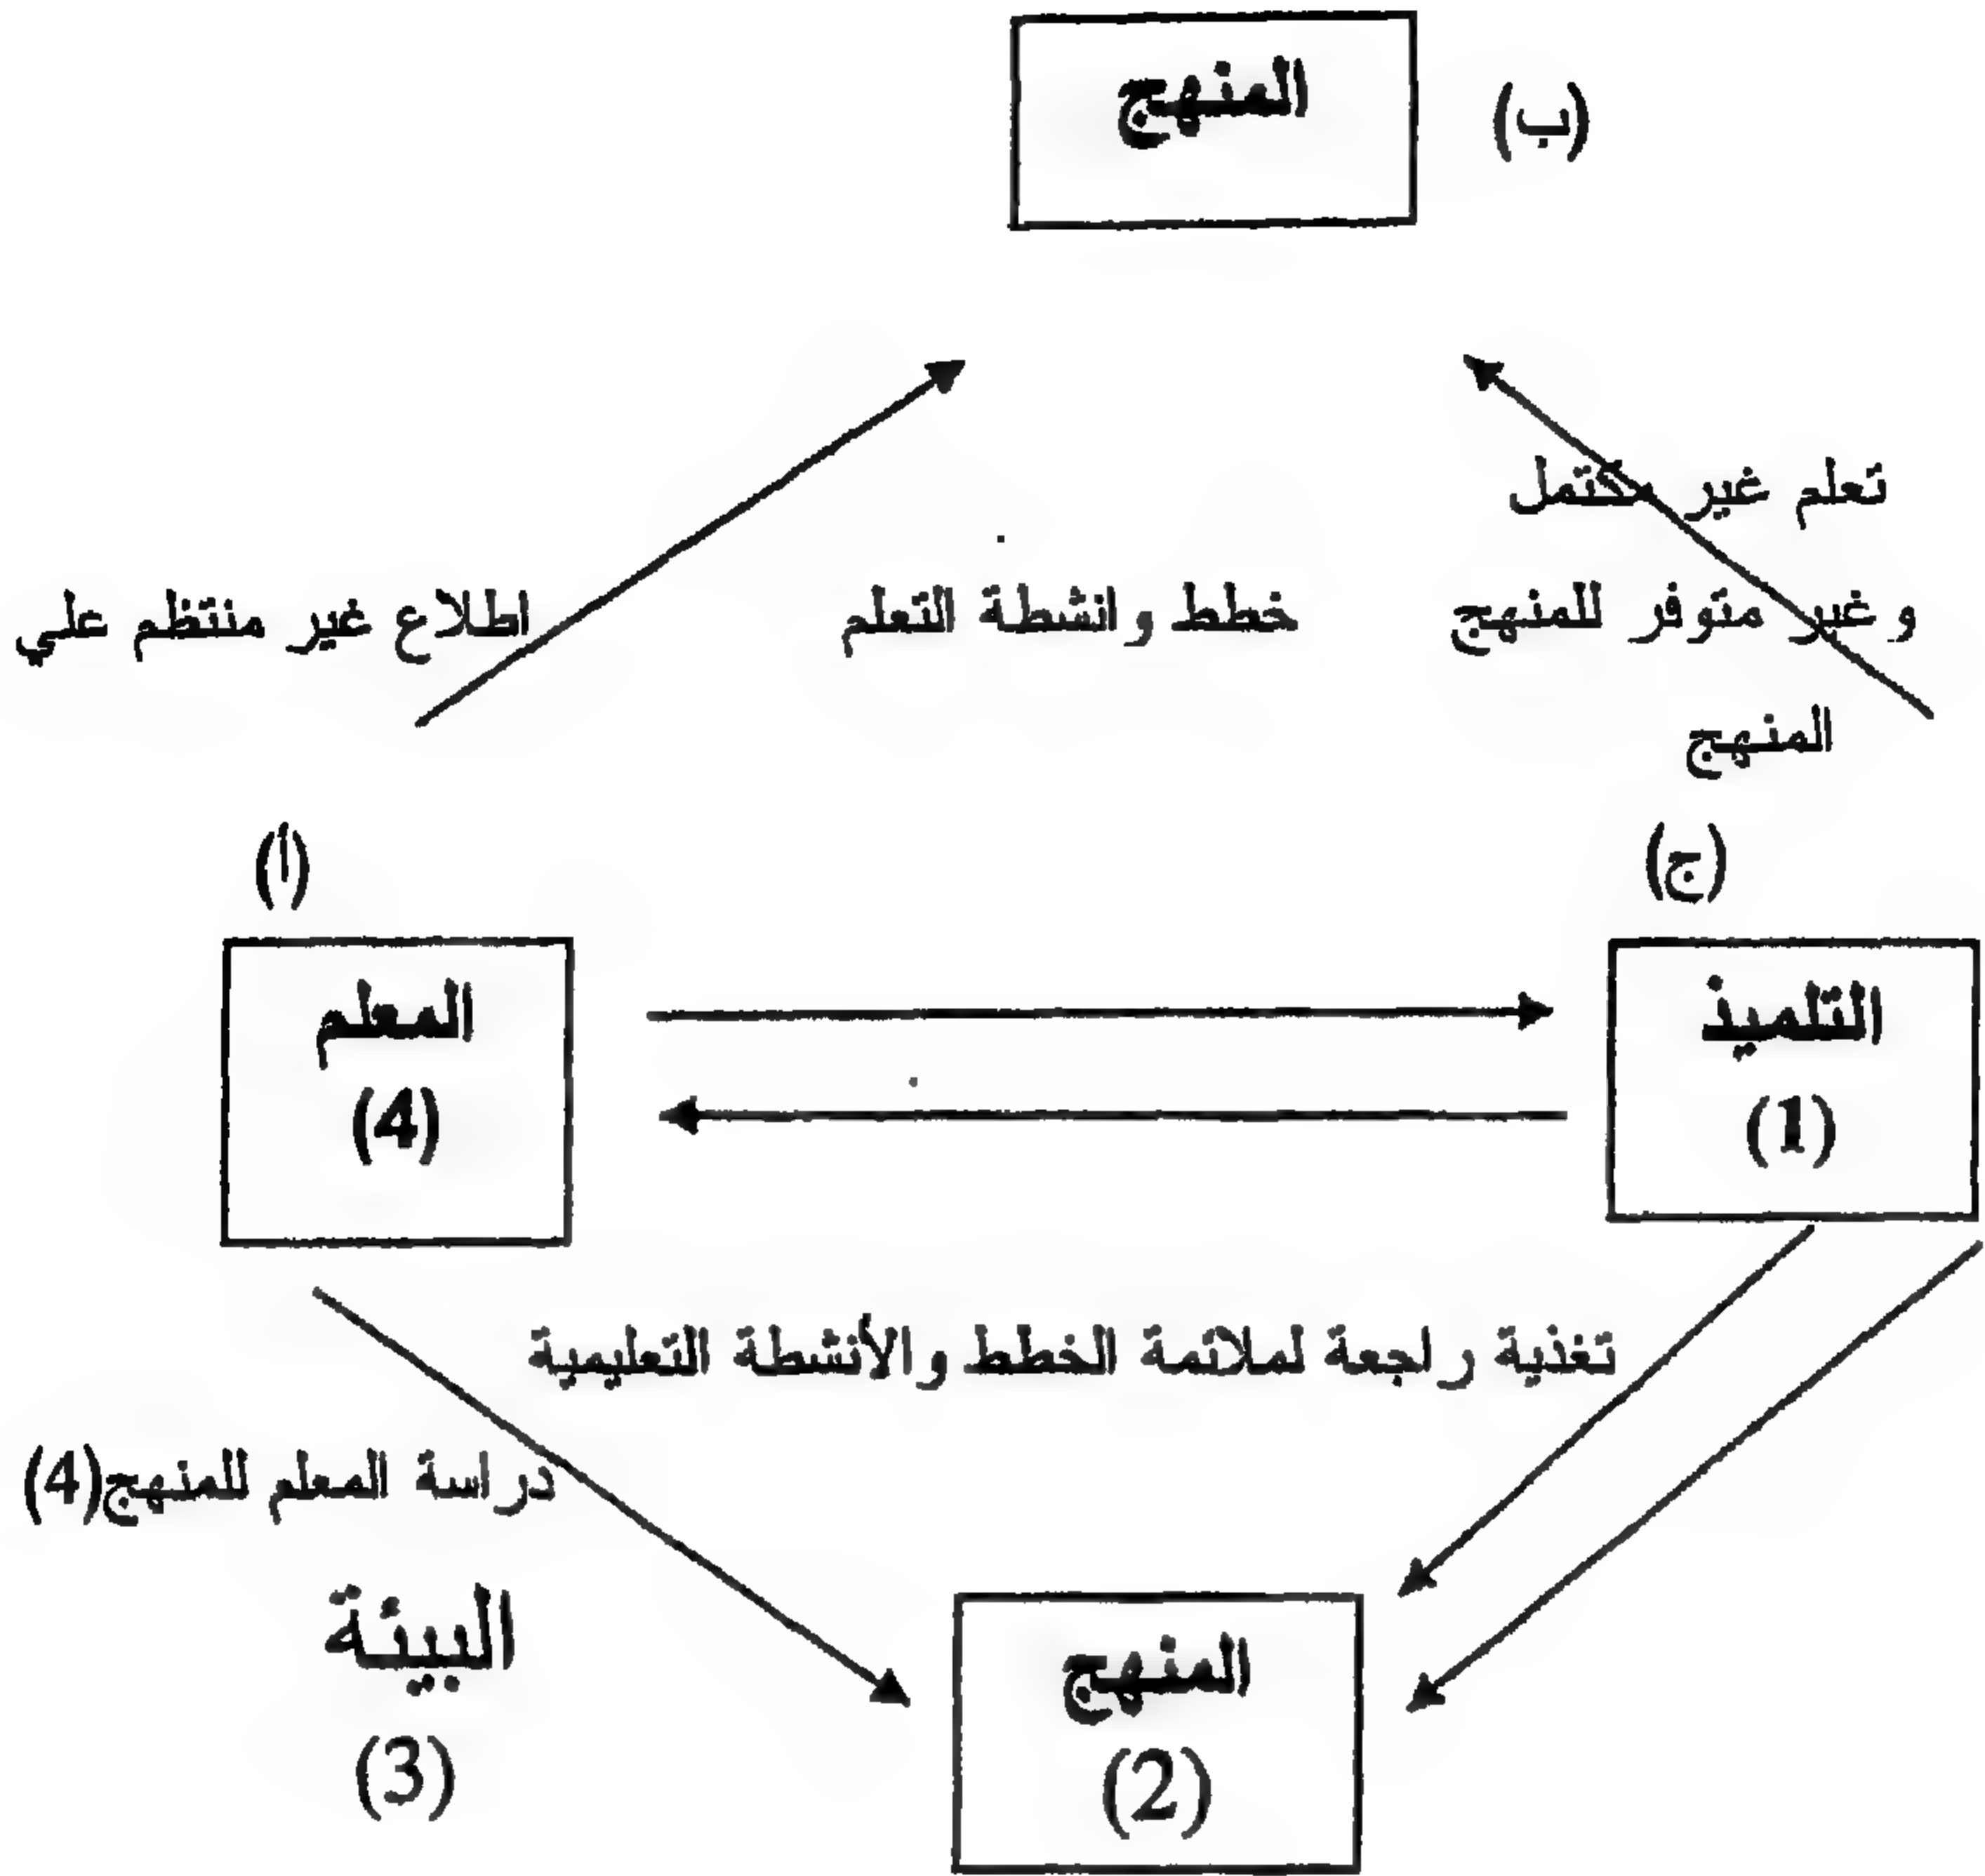 المنهج
(ب)
تعلم غير مكتمل
و غير متوفر للمنهج
خطط وانشطة التعلم
اطلاع غير منتظم علي
المنهج
(ج)
(أ)
التلميذ
(1)
المعلم
(4)
تغذية راجعة لملائمة الخطط والأنشطة التعليمية
دراسة المعلم للمنهج(4)
البيئة
(3)
المنهج
(2)